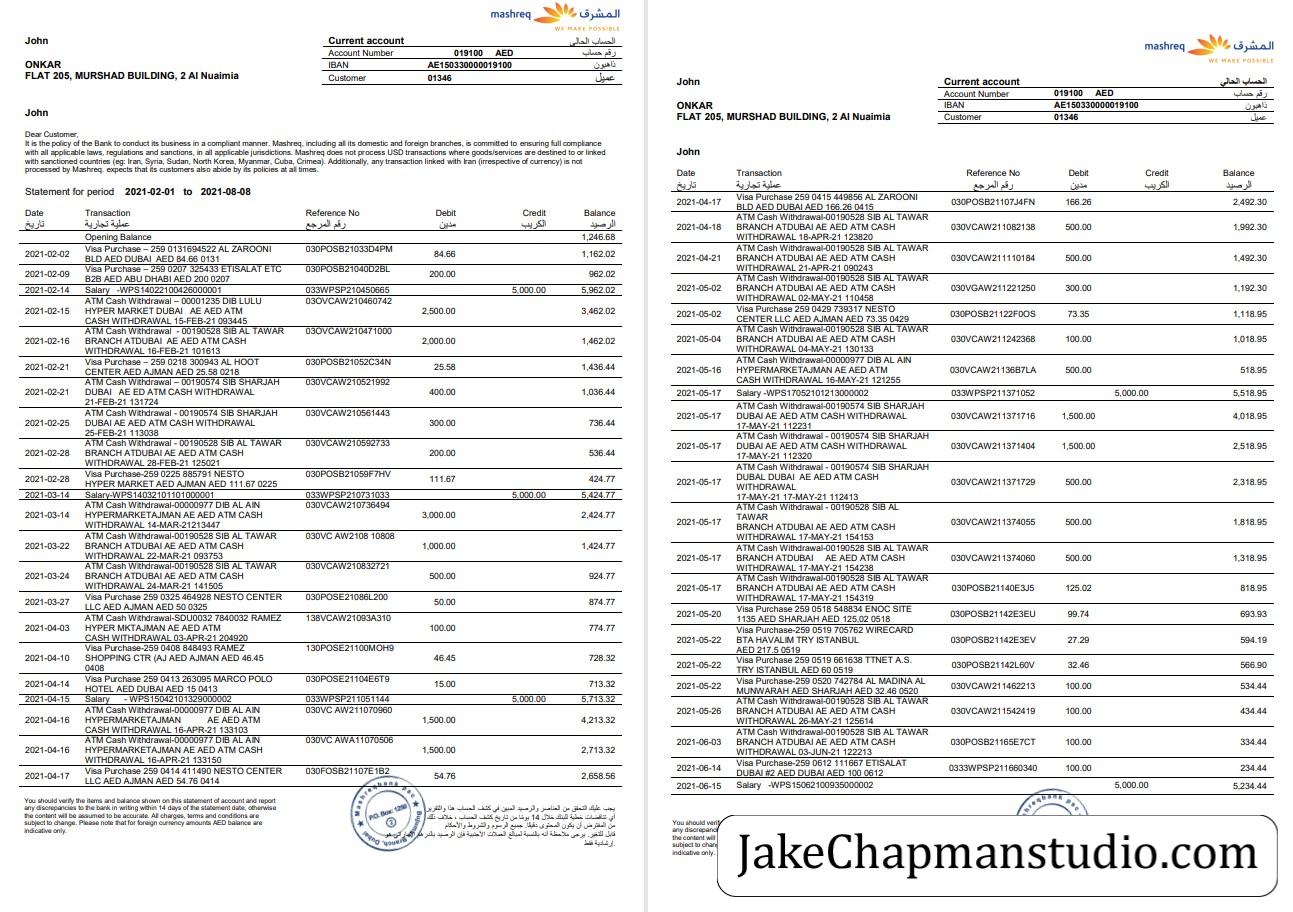 mashreq المشرق
WE MAKE POSSIBLE
John
ONKAR
FLAT 205, MURSHAD BUILDING, 2 Al Nuaimia
Current account الحساب الحالي
Account Number 019100 AED رقم حساب
IBAN AE150330000019100 ذاهبون
Customer 01346 عميل
John
Dear Customer,
It is the policy of the Bank to conduct its business in a compliant manner. Mashreq, including all its domestic and foreign branches, is committed to ensuring full compliance
with all applicable laws, regulations and sanctions, in all applicable jurisdictions. Mashreq does not process USD transactions where goods/services are destined to or linked
with sanctioned countries (eg: Iran, Syria, Sudan, North Korea, Myanmar, Cuba, Crimea). Additionally, any transaction linked with Iran (irrespective of currency) is not
processed by Mashreq. expects that its customers also abide by its policies at all times.
Statement for period 2021-02-01 to 2021-08-08
Date Transaction Reference No Debit Credit Balance
تاريخ عملية تجارية رقم المرجع مدين الكريب الرصيد
Opening Balance 1,246.68
2021-02-02 Visa Purchase – 259 0131694522 AL ZAROONI 030POSB21033D4PM 84.66 1,162.02
BLD AED DUBAI AED 84.66 0131
2021-02-09 Visa Purchase – 259 0207 325433 ETISALAT ETC 030POSB21040D2BL 200.00 962.02
B2B AED ABU DHABI AED 200 0207
2021-02-14 Salary -WPS14022100426000001 033WPSP210450665 5,000.00 5,962.02
2021-02-15 ATM Cash Withdrawal – 00001235 DIB LULU 03OVCAW210460742 2,500.00 3,462.02
HYPER MARKET DUBAI AE AED ATM
CASH WITHDRAWAL 15-FEB-21 093445
2021-02-16 ATM Cash Withdrawal - 00190528 SIB AL TAWAR 03OVCAW210471000 2,000.00 1,462.02
BRANCH ATDUBAI AE AED ATM CASH
WITHDRAWAL 16-FEB-21 101613
2021-02-21 Visa Purchase – 259 0218 300943 AL HOOT 030POSB21052C34N 25.58 1,436.44
CENTER AED AJMAN AED 25.58 0218
2021-02-21 ATM Cash Withdrawal – 00190574 SIB SHARJAH 030VCAW210521992 400.00 1,036.44
DUBAI AE ED ATM CASH WITHDRAWAL
21-FEB-21 131724
2021-02-25 ATM Cash Withdrawal - 00190574 SIB SHARJAH 030VCAW210561443 300.00 736.44
DUBAI AE AED ATM CASH WITHDRAWAL
25-FEB-21 113038
2021-02-28 ATM Cash Withdrawal - 00190528 SIB AL TAWAR 030VCAW210592733 200.00 536.44
BRANCH ATDUBAI AE AED ATM CASH
WITHDRAWAL 28-FEB-21 125021
2021-02-28 Visa Purchase-259 0225 885791 NESTO 030POSB21059F7HV 111.67 424.77
HYPER MARKET AED AJMAN AED 111.67 0225
2021-03-14 Salary-WPS14032101101000001 033WPSP210731033 5,000.00 5,424.77
2021-03-14 ATM Cash Withdrawal-00000977 DIB AL AIN 030VCAW210736494 3,000.00 2,424.77
HYPERMARKETAJMAN AE AED ATM CASH
WITHDRAWAL 14-MAR-21213447
2021-03-22 ATM Cash Withdrawal-00190528 SIB AL TAWAR 030VC AW2108 10808 1,000.00 1,424.77
BRANCH ATDUBAI AE AED ATM CASH
WITHDRAWAL 22-MAR-21 093753
2021-03-24 ATM Cash Withdrawal-00190528 SIB AL TAWAR 030VCAW210832721 500.00 924.77
BRANCH ATDUBAI AE AED ATM CASH
WITHDRAWAL 24-MAR-21 141505
2021-03-27 Visa Purchase 259 0325 464928 NESTO CENTER 030POSE21086L200 50.00 874.77
LLC AED AJMAN AED 50 0325
2021-04-03 ATM Cash Withdrawal-SDU0032 7840032 RAMEZ 138VCAW21093A310 100.00 774.77
HYPER MKTAJMAN AE AED ATM
CASH WITHDRAWAL 03-APR-21 204920
2021-04-10 Visa Purchase-259 0408 848493 RAMEZ 130POSE21100MOH9 46.45 728.32
SHOPPING CTR (AJ AED AJMAN AED 46.45
0408
2021-04-14 Visa Purchase 259 0413 263095 MARCO POLO 030POSE21104E6T9 15.00 713.32
HOTEL AED DUBAI AED 15 0413
2021-04-15 Salary - WPS15042101329000002 033WPSP211051144 5,000.00 5,713.32
2021-04-16 ATM Cash Withdrawal-00000977 DIB AL AIN 030VC AW211070960 1,500.00 4,213.32
HYPERMARKETAJMAN AE AED ATM
CASH WITHDRAWAL 16-APR-21 133103
2021-04-16 ATM Cash Withdrawal-00000977 DIB AL AIN 030VC AWA11070506 1,500.00 2,713.32
HYPERMARKETAJMAN AE AED ATM CASH
WITHDRAWAL 16-APR-21 133150
2021-04-17 Visa Purchase 259 0414 411490 NESTO CENTER 030FOSB21107E1B2 54.76 2,658.56
LLC AED AJMAN AED 54.76 0414
You should verify the items and balance shown on this statement of account and report
any discrepancies to the bank in writing within 14 days of the statement date, otherwise
the content will be assumed to be accurate. All charges, terms and conditions are
subject to change. Please note that for foreign currency amounts AED balance are
indicative only.
Mashreqbank psc
P.O. Box: 1250
Branch, Dubai
يجب عليك التحقق من العناصر والرصيد المبين في كشف الحساب هذا والتقرير
أي تناقضات خطية للبنك خلال 14 يومًا من تاريخ كشف الحساب ، خلاف ذلك
من المفترض أن يكون المحتوى دقيقًا. جميع الرسوم والشروط والأحكام
قابل للتغير. يرجى ملاحظة أنه بالنسبة لمبالغ العملات الأجنبية فإن الرصيد بالدرهم الإماراتي هو
إرشادية فقط.
mashreq المشرق
WE MAKE POSSIBLE
John
ONKAR
FLAT 205, MURSHAD BUILDING, 2 Al Nuaimia
Current account الحساب الحالي
Account Number 019100 AED رقم حساب
IBAN AE150330000019100 ذاهبون
Customer 01346 عميل
John
Date Transaction Reference No Debit Credit Balance
تاريخ عملية تجارية رقم المرجع مدين الكريب الرصيد
2021-04-17 Visa Purchase 259 0415 449856 AL ZAROONI 030POSB21107J4FN 166.26 2,492.30
BLD AED DUBAI AED 166.26 0415
2021-04-18 ATM Cash Withdrawal-00190528 SIB AL TAWAR 030VCAW211082138 500.00 1,992.30
BRANCH ATDUBAI AE AED ATM CASH
WITHDRAWAL 18-APR-21 123820
2021-04-21 ATM Cash Withdrawal-00190528 SIB AL TAWAR 030VCAW211110184 500.00 1,492.30
BRANCH ATDUBAI AE AED ATM CASH
WITHDRAWAL 21-APR-21 090243
2021-05-02 ATM Cash Withdrawal-00190528 SIB AL TAWAR 030VGAW211221250 300.00 1,192.30
BRANCH ATDUBAI AE AED ATM CASH
WITHDRAWAL 02-MAY-21 110458
2021-05-02 Visa Purchase 259 0429 739317 NESTO 030POSB21122F0OS 73.35 1,118.95
CENTER LLC AED AJMAN AED 73.35 0429
2021-05-04 ATM Cash Withdrawal-00190528 SIB AL TAWAR 030VCAW211242368 100.00 1,018.95
BRANCH ATDUBAI AE AED ATM CASH
WITHDRAWAL 04-MAY-21 130133
2021-05-16 ATM Cash Withdrawal-00000977 DIB AL AIN 030VCAW21136B7LA 500.00 518.95
HYPERMARKETAJMAN AE AED ATM
CASH WITHDRAWAL 16-MAY-21 121255
2021-05-17 Salary -WPS17052101213000002 033WPSP211371052 5,000.00 5,518.95
2021-05-17 ATM Cash Withdrawal-00190574 SIB SHARJAH 030VCAW211371716 1,500.00 4,018.95
DUBAI AE AED ATM CASH WITHDRAWAL
17-MAY-21 112231
2021-05-17 ATM Cash Withdrawal - 00190574 SIB SHARJAH 030VCAW211371404 1,500.00 2,518.95
DUBAI AE AED ATM CASH WITHDRAWAL
17-MAY-21 112320
2021-05-17 ATM Cash Withdrawal - 00190574 SIB SHARJAH 030VCAW211371729 500.00 2,318.95
DUBAL DUBAI AE AED ATM CASH
WITHDRAWAL
17-MAY-21 17-MAY-21 112413
2021-05-17 ATM Cash Withdrawal - 00190528 SIB AL 030VCAW211374055 500.00 1,818.95
TAWAR
BRANCH ATDUBAI AE AED ATM CASH
WITHDRAWAL 17-MAY-21 154153
2021-05-17 ATM Cash Withdrawal-00190528 SIB AL TAWAR 030VCAW211374060 500.00 1,318.95
BRANCH ATDUBAI AE AED ATM CASH
WITHDRAWAL 17-MAY-21 154238
2021-05-17 ATM Cash Withdrawal-00190528 SIB AL TAWAR 030POSB21140E3J5 125.02 818.95
BRANCH ATDUBAI AE AED ATM CASH
WITHDRAWAL 17-MAY-21 154319
2021-05-20 Visa Purchase 259 0518 548834 ENOC SITE 030POSB21142E3EU 99.74 693.93
1135 AED SHARJAH AED 125,02 0518
2021-05-22 Visa Purchase-259 0519 705762 WIRECARD 030POSB21142E3EV 27.29 594.19
BTA HAVALIM TRY ISTANBUL
AED 217.5 0519
2021-05-22 Visa Purchase 259 0519 661638 TTNET A.S. 030POSB21142L60V 32.46 566.90
TRY ISTANBUL AED 60 0519
2021-05-22 Visa Purchase-259 0520 742784 AL MADINA AL 030VCAW211462213 100.00 534.44
MUNWARAH AED SHARJAH AED 32.46 0520
2021-05-26 ATM Cash Withdrawal-00190528 SIB AL TAWAR 030VCAW211542419 100.00 434.44
BRANCH ATDUBAI AE AED ATM CASH
WITHDRAWAL 26-MAY-21 125614
2021-06-03 ATM Cash Withdrawal-00190528 SIB AL TAWAR 030POSB21165E7CT 100.00 334.44
BRANCH ATDUBAI AE AED ATM CASH
WITHDRAWAL 03-JUN-21 122213
2021-06-14 Visa Purchase 259 0612 111667 ETISALAT 0333WPSP211660340 100.00 234.44
DUBAI #2 AED DUBAI AED 100 0612
2021-06-15 Salary -WPS15062100935000002 5,000.00 5,234.44
You should verify
any discrepanc
the content will
subject to chang
indicative only.
JakeChapmanstudio.com